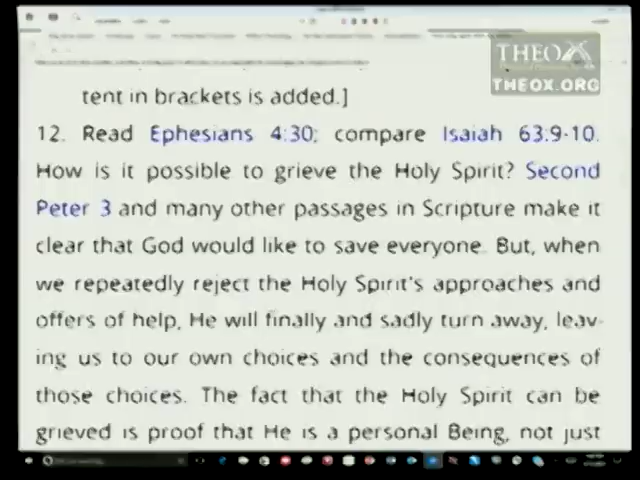 THEOX
THEOX.ORG
tent in brackets is added.]
12. Read Ephesians 4:30; compare Isaiah 63:9-10.
How is it possible to grieve the Holy Spirit? Second
Peter 3 and many other passages in Scripture make it
clear that God would like to save everyone. But, when
we repeatedly reject the Holy Spirit's approaches and
offers of help, He will finally and sadly turn away, leav-
ing us to our own choices and the consequences of
those choices. The fact that the Holy Spirit can be
grieved is proof that He is a personal Being, not just